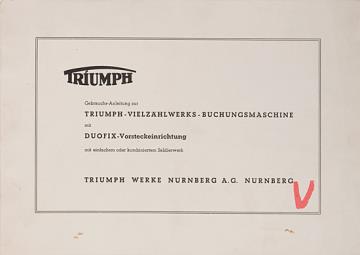 TRIUMPH
Gebrauchs-Anleitung zur
TRIUMPH-VIELZAHLWERKS-BUCHUNGSMASCHINE
mit
DUOFIX-Vorsteckeinrichtung
mit einfachem oder kombiniertem Saldierwerk
TRIUMPH WERKE NURNBERG A.G. NURNBERG
V